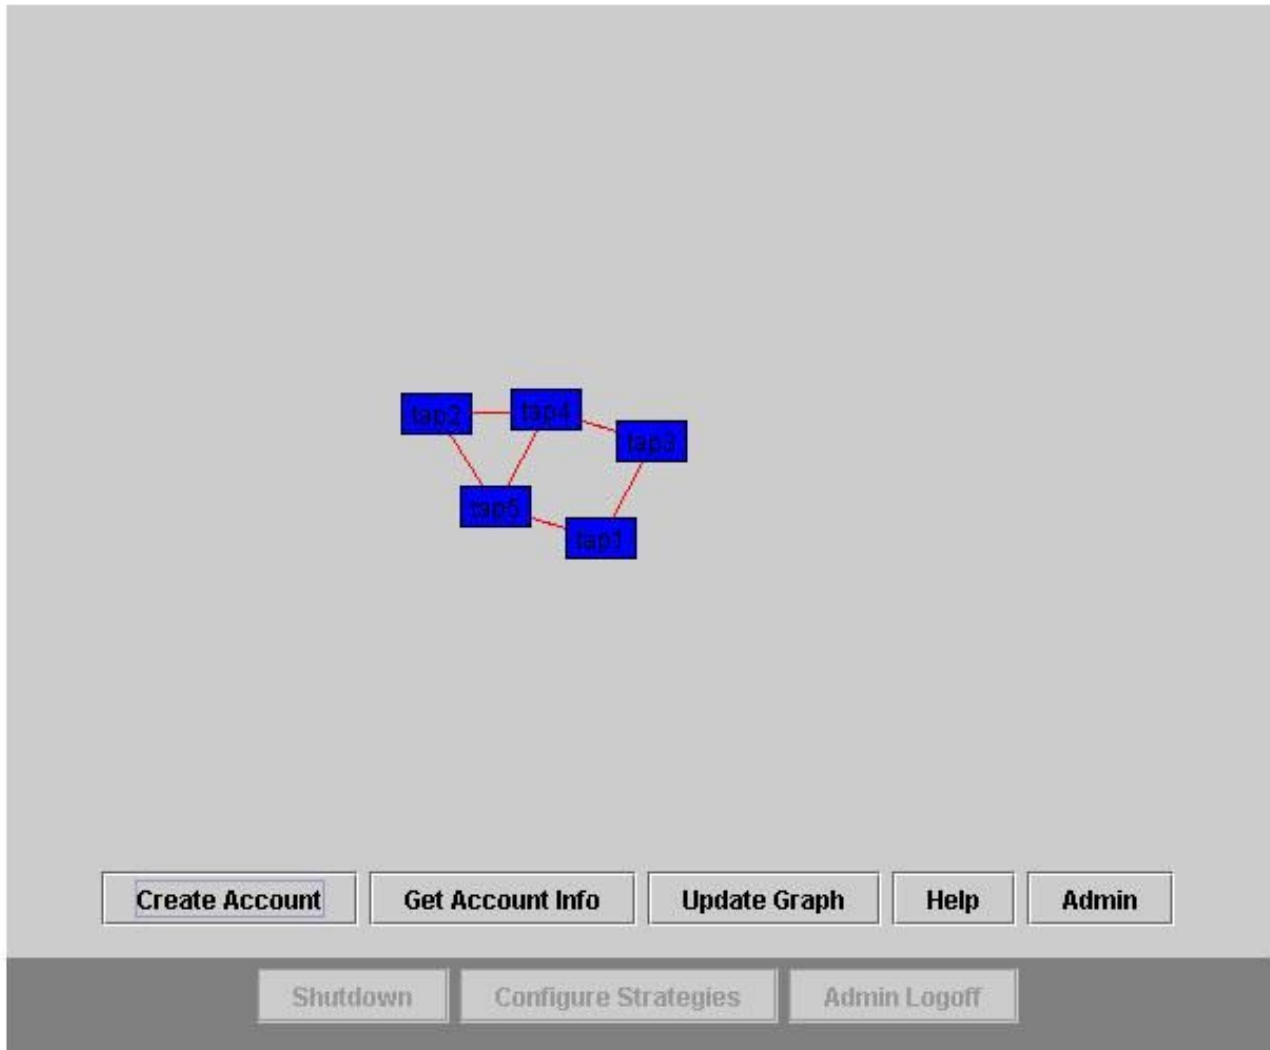 tap2
tap4
tap3
tap5
tap1
Create Account
Get Account Info
Update Graph
Help
Admin
Shutdown
Configure Strategies
Admin Logoff